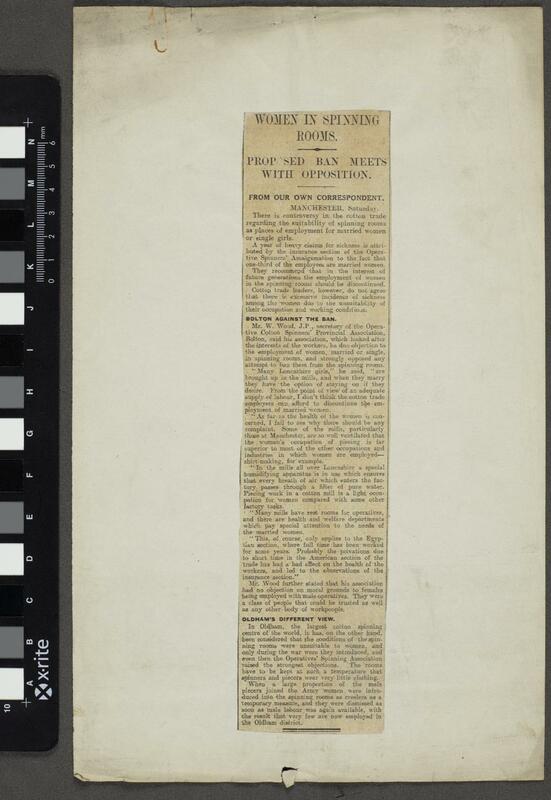 WOMEN IN SPINNING
ROOMS.
PROP SED BAN MEETS
WITH OPPOSITION.
FROM OUR OWN CORRESPONDENT.
MANCHESTER, Saturday.
There is controversy in the cotton trade
regarding the suitability of spinning rooms
as places of employment for married women
or single girls.
A year of heavy claims for sickness is attri-
buted by the insurance section of the Opera-
tive Spinners' Amalgamation to the fact that
one-third of the employees are married women.
They recommend that in the interest of
future generations the employment of women
in the spinning rooms should be discontinued.
Cotton trade leaders, however, do not agree
that there is excessive incidence of sickness
among the women due to the unsuitability of
their occupation and working conditions.
BOLTON AGAINST THE BAN.
Mr. W. Wood, J.P., secretary of the Opera-
tive Cotton Spinners' Provincial Association,
Bolton, said his association, which looked after
the interests of the workers, had no objection to
the employment of women, married or single,
in spinning rooms, and strongly opposed any
attempt to ban them from the spinning room.
"Many Lancashire girls," he said, "are
brought up in the mills, and when they marry
they have the option of staying on if they
desire. From the point of view of an adequate
supply of labour, I don't think the cotton trade
employers can afford to discontinue the em-
ployment of married women.
"As far as the health of the women is con-
cerned, I fail to see why there should be any
complaint. Some of the mills, particularly
those at Manchester, are so well ventilated that
the woman's occupation of piecing is far
superior to most of the other occupations and
industries in which women are employed—
shirt-making, for example.
"In the mills all over Lancashire a special
humidifying apparatus is in use which ensures
that every breath of air which enters the fac-
tory passes through a filter of pure water.
Piecing work in a cotton mill is a light occu-
pation for women compared with some other
factory tasks.
"Many mills have rest rooms for operatives,
and there are health and welfare departments
which pay special attention to the needs of
the married women.
"This, of course, only applies to the Egyp-
tian section, where full time has been worked
for some years. Probably the privations due
to short time in the American section of the
trade has had a bad effect on the health of the
workers, and led to the observations of the
insurance section."
Mr. Wood further stated that his association
had no objection on moral grounds to females
being employed with male operatives. They were
a class of people that could be trusted as well
as any other body of workpeople.
OLDHAM'S DIFFERENT VIEW.
In Oldham, the largest cotton spinning
centre of the world, it has, on the other hand,
been considered that the conditions of the spin-
ning rooms were unsuitable to women, and
only during the war were they introduced, and
even then the Operatives' Spinning Association
raised the strongest objections. The rooms
have to be kept at such a temperature that
spinners and piecers wear very little clothing.
When a large proportion of the male
piecers joined the Army women were intro-
duced into the spinning rooms as creelers as a
temporary measure, and they were dismissed as
soon as male labour was again available, with
the result that very few are now employed in
the Oldham district.
x-rite
mm
0 1 2 3 4 5 6
10
A B C D E F G H I J K L M N